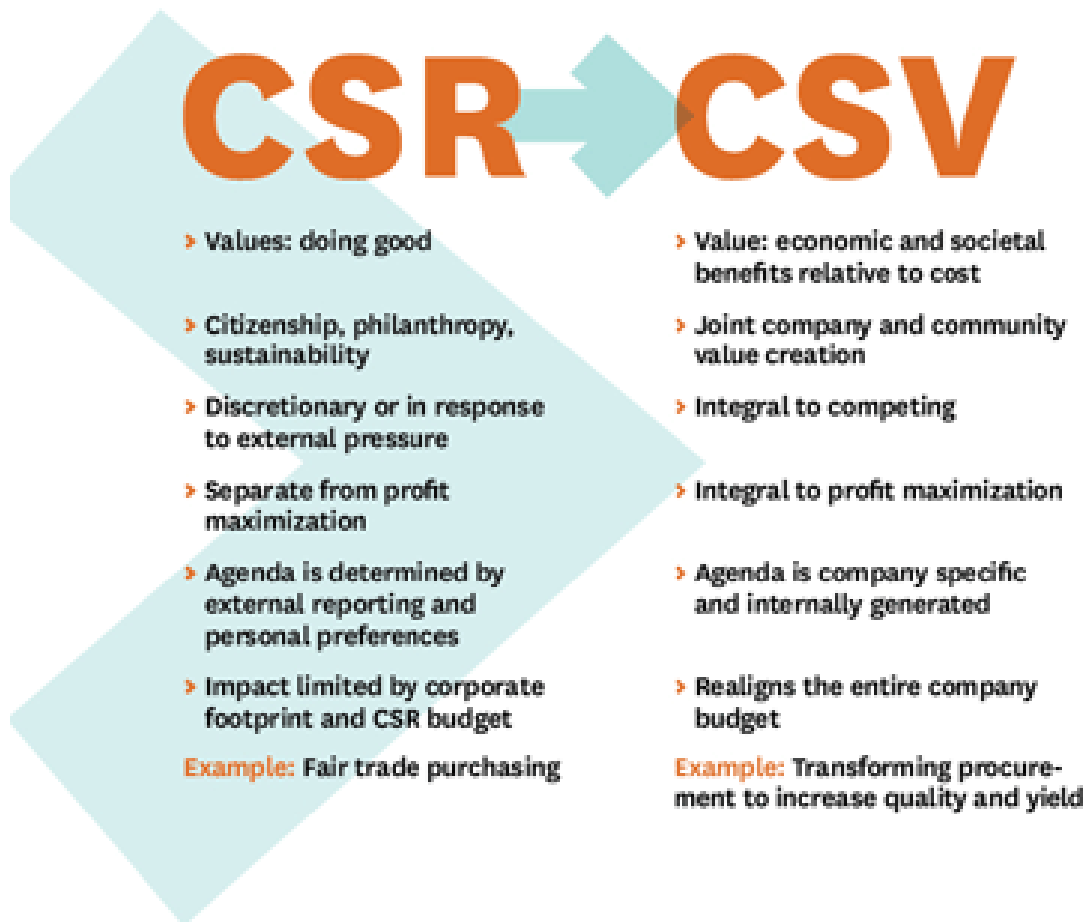 CSR
CSV
› Values: doing good
› Value: economic and societal
benefits relative to cost
› Citizenship, philanthropy,
sustainability
› Joint company and community
value creation
› Discretionary or in response
to external pressure
› Integral to competing
› Separate from profit
maximization
› Integral to profit maximization
› Agenda is determined by
external reporting and
personal preferences
› Agenda is company specific
and internally generated
› Impact limited by corporate
footprint and CSR budget
› Realigns the entire company
budget
Example: Fair trade purchasing
Example: Transforming procure-
ment to increase quality and yield